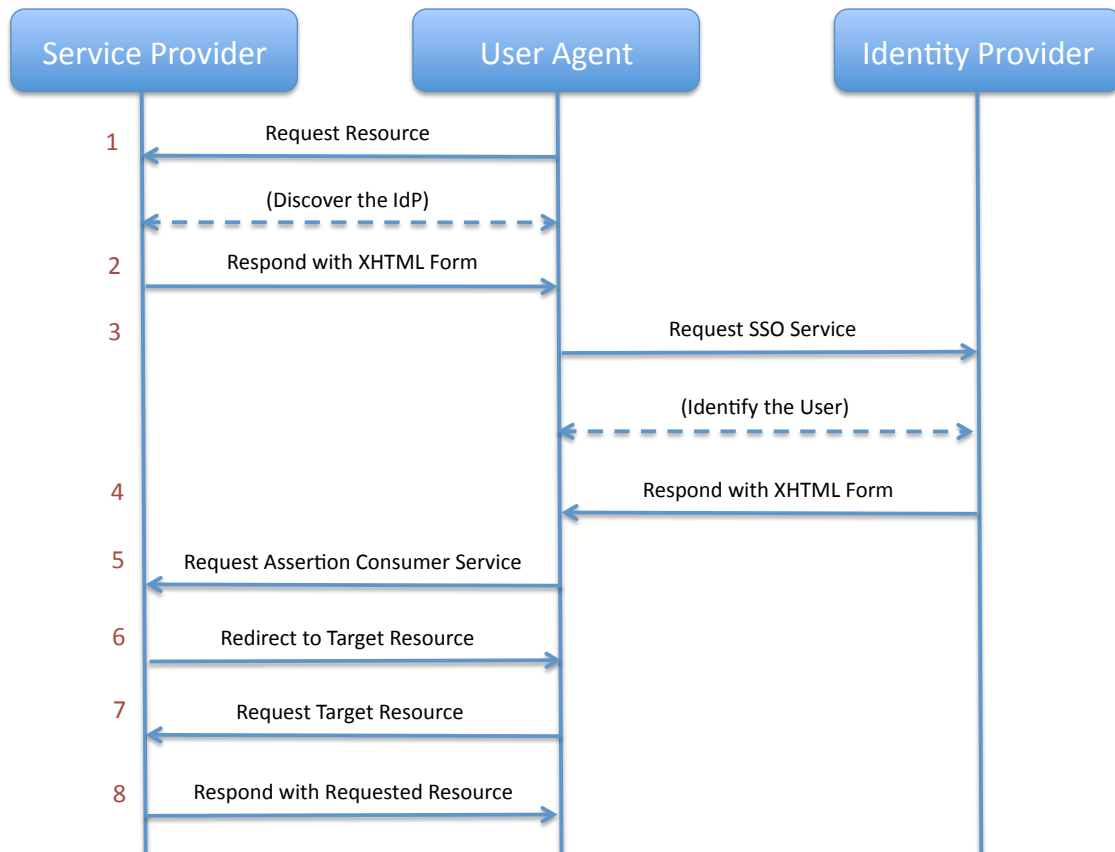 Service Provider
User Agent
Identity Provider
1
Request Resource
(Discover the IdP)
2
Respond with XHTML Form
3
Request SSO Service
(Identify the User)
4
Respond with XHTML Form
5
Request Assertion Consumer Service
6
Redirect to Target Resource
7
Request Target Resource
8
Respond with Requested Resource